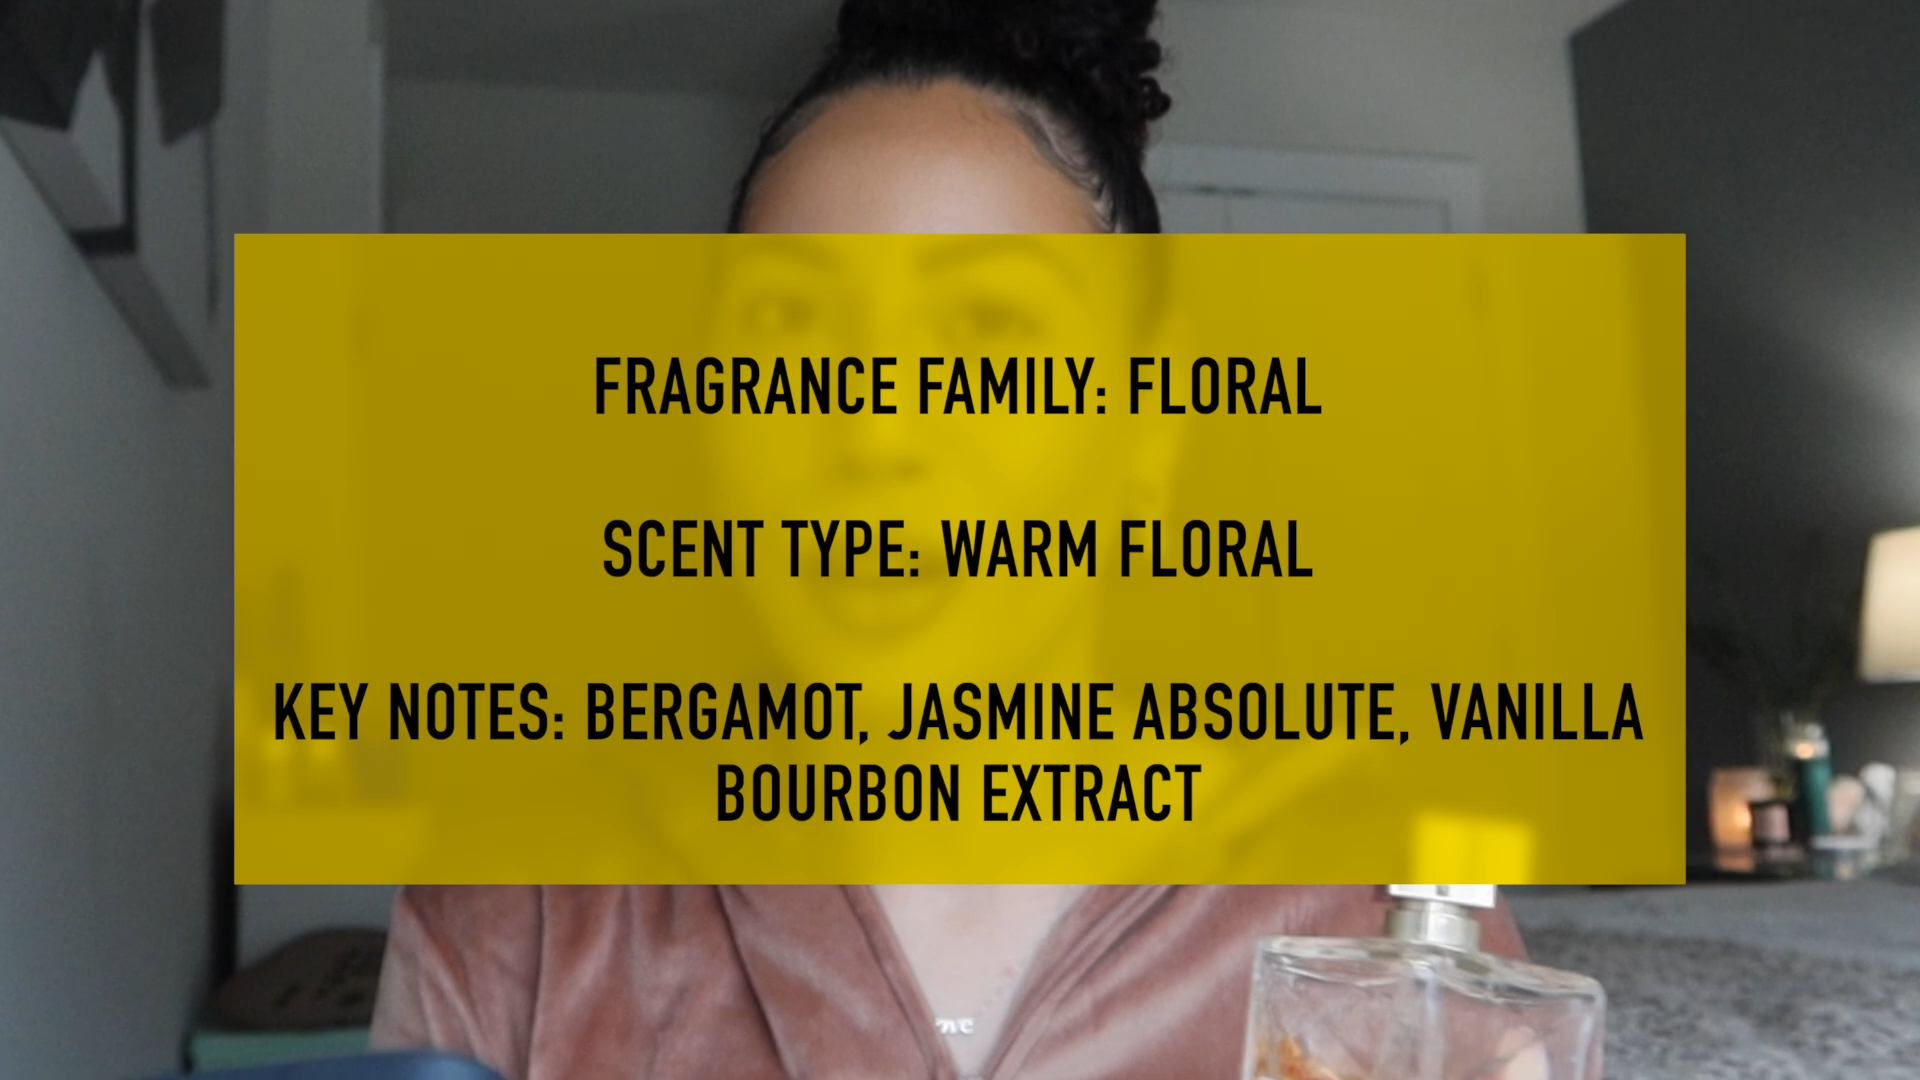 FRAGRANCE FAMILY: FLORAL
SCENT TYPE: WARM FLORAL
KEY NOTES: BERGAMOT, JASMINE ABSOLUTE, VANILLA
BOURBON EXTRACT